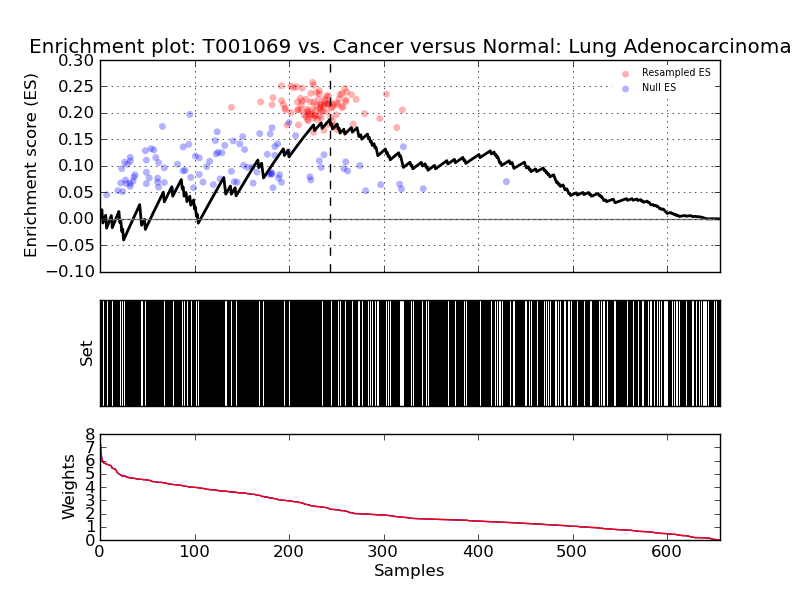 Enrichment plot: T001069 vs. Cancer versus Normal: Lung Adenocarcinoma
0.30
0.25
0.20
0.15
0.10
0.05
0.00
−0.05
−0.10
Enrichment score (ES)
Resampled ES
Null ES
Set
8
7
6
5
4
3
2
1
0
Weights
0 100 200 300 400 500 600
Samples